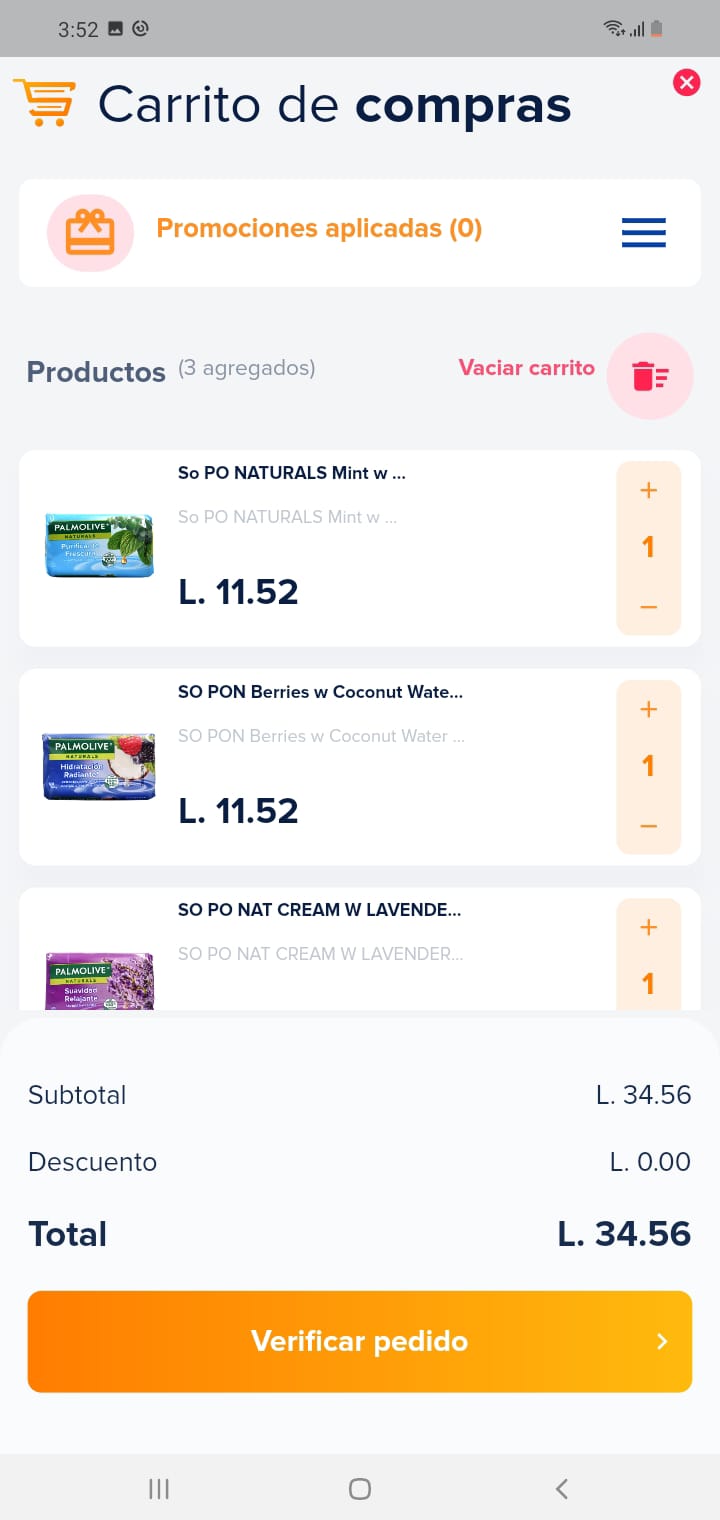 3:52
Carrito de compras
Promociones aplicadas (0)
Productos (3 agregados) Vaciar carrito
So PO NATURALS Mint w ...
So PO NATURALS Mint w ...
L. 11.52
+
1
–
PALMOLIVE
NATURALS
Purificante
Frescura
SO PON Berries w Coconut Wate...
SO PON Berries w Coconut Water ...
L. 11.52
+
1
–
PALMOLIVE
NATURALS
Hidratación
Radiante
SO PO NAT CREAM W LAVENDE...
SO PO NAT CREAM W LAVENDER...
+
1
PALMOLIVE
NATURALS
Suavidad
Relajante
Subtotal L. 34.56
Descuento L. 0.00
Total L. 34.56
Verificar pedido